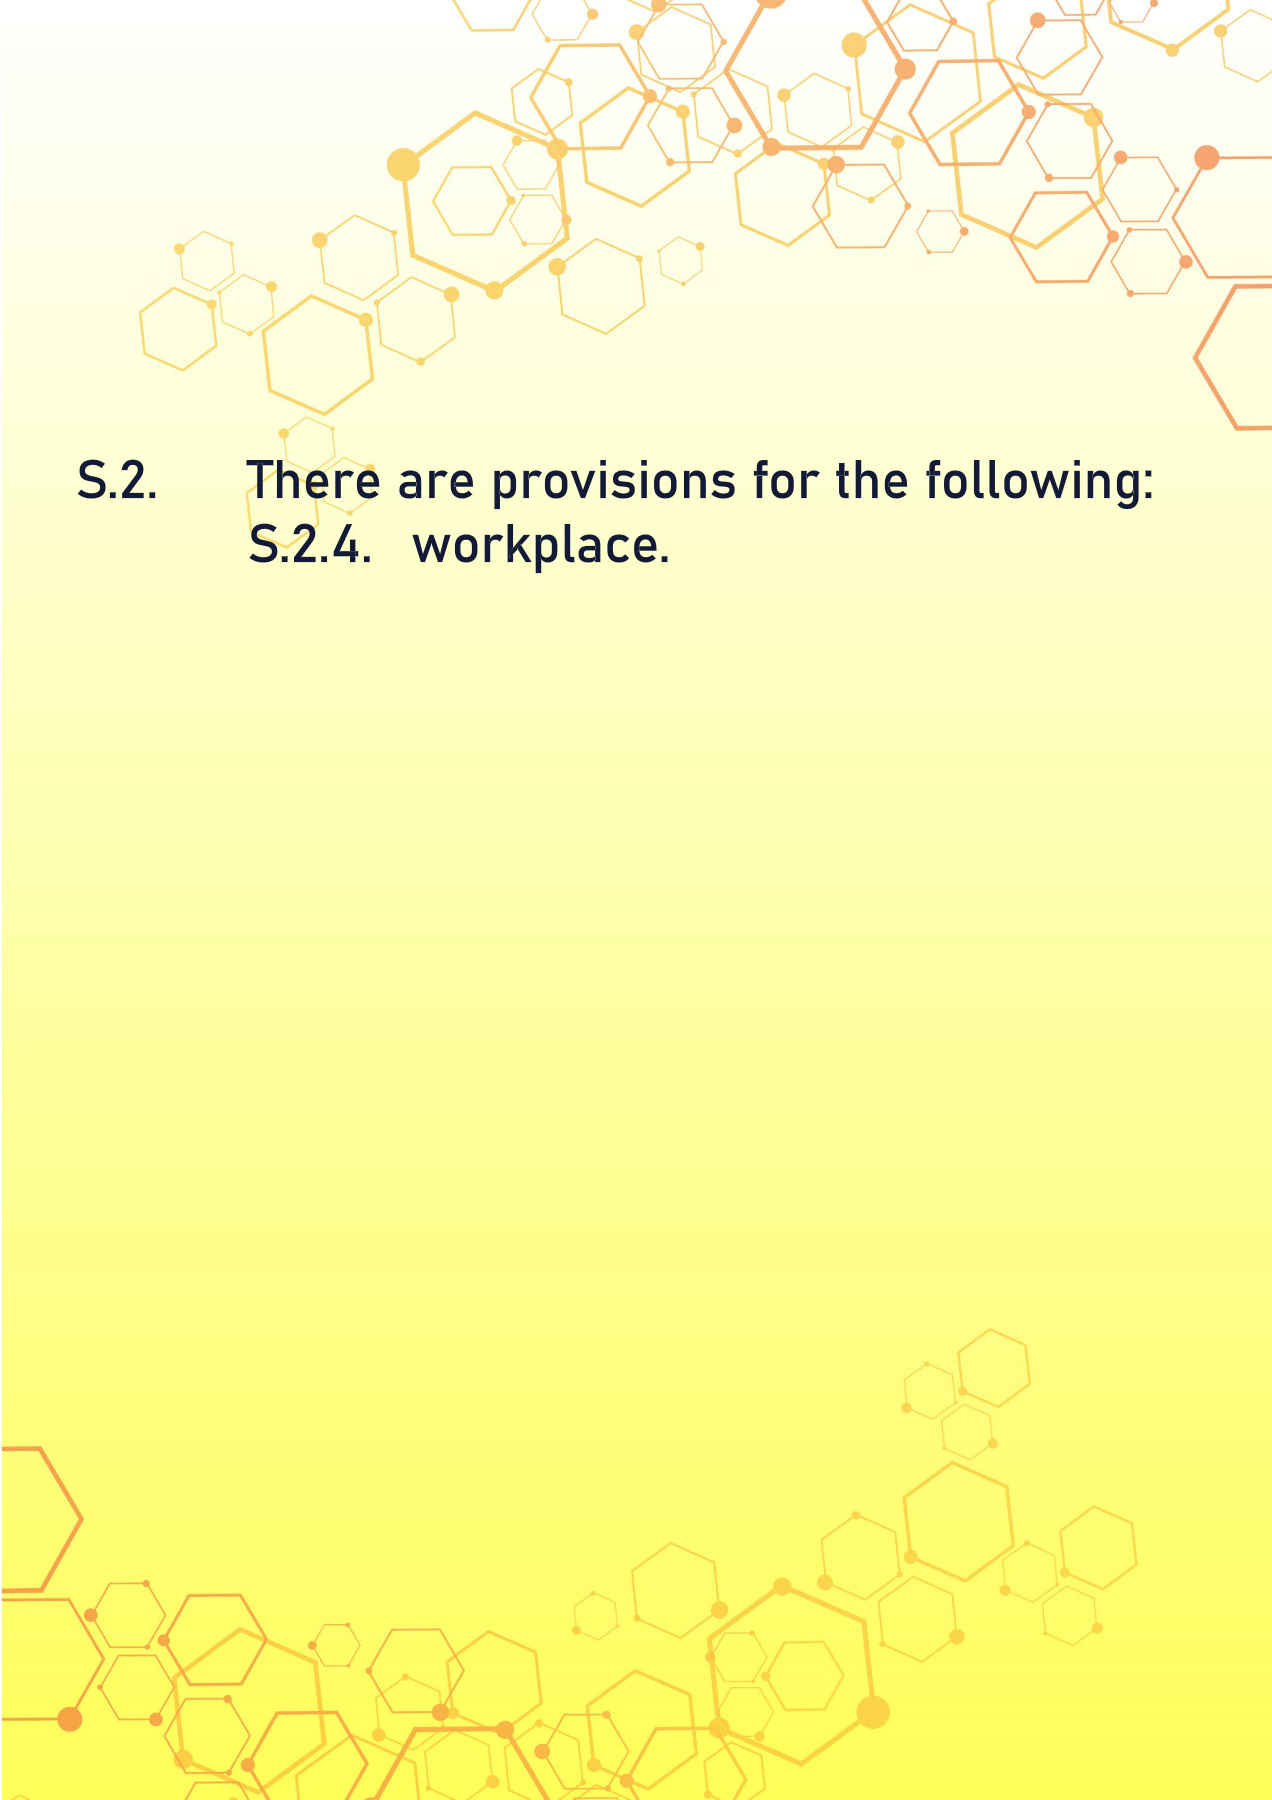 S.2. There are provisions for the following:
S.2.4. workplace.